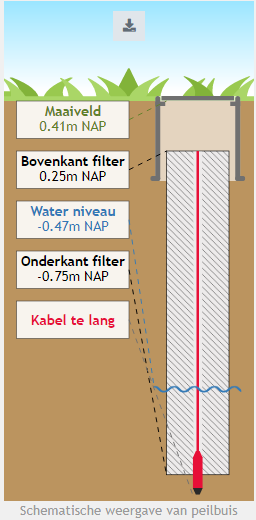 Maaiveld
0.41m NAP
Bovenkant filter
0.25m NAP
Water niveau
-0.47m NAP
Onderkant filter
-0.75m NAP
Kabel te lang
Schematische weergave van peilbuis